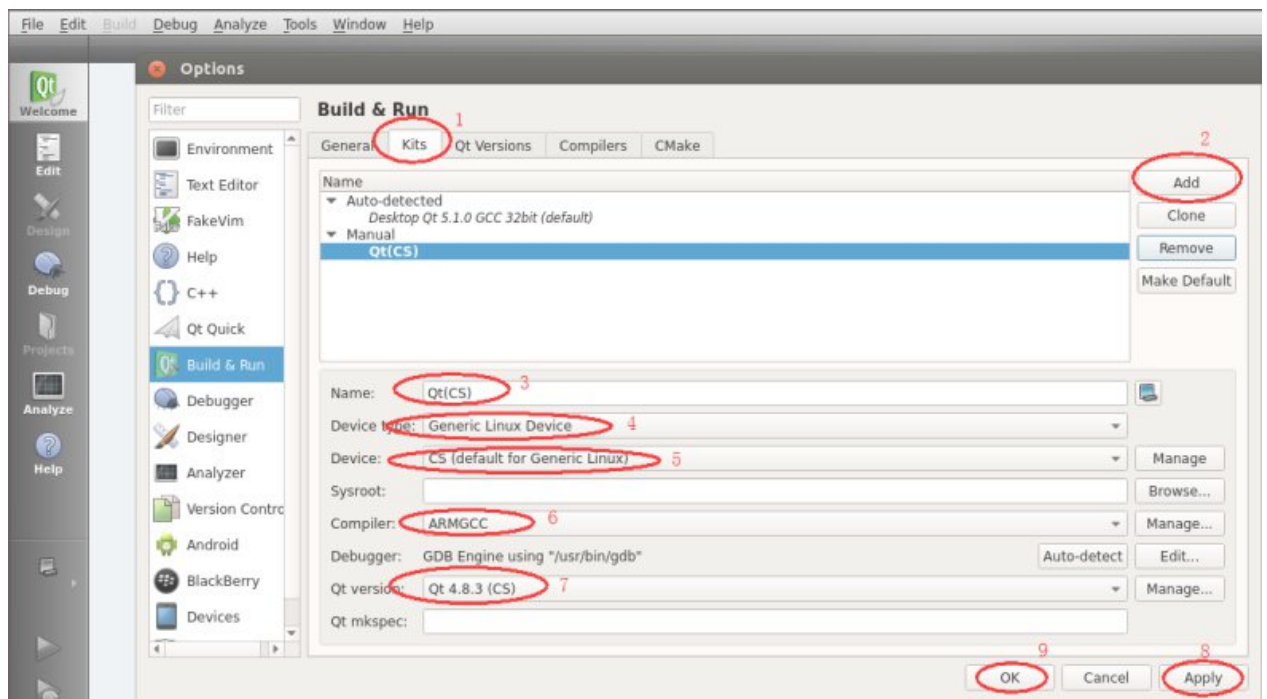 File Edit Build Debug Analyze Tools Window Help
Options
Qt
Welcome
Edit
Design
Debug
Projects
Analyze
Help
Filter
Environment
Text Editor
FakeVim
Help
C++
Qt Quick
Build & Run
Debugger
Designer
Analyzer
Version Contro
Android
BlackBerry
Devices
Build & Run
1
General Kits Qt Versions Compilers CMake
2
Name
Auto-detected
Desktop Qt 5.1.0 GCC 32bit (default)
Manual
Qt(CS)
Add
Clone
Remove
Make Default
Name: Qt(CS) 3
Device type: Generic Linux Device 4
Device: CS (default for Generic Linux) 5 Manage
Sysroot: Browse...
Compiler: ARMGCC 6 Manage...
Debugger: GDB Engine using "/usr/bin/gdb" Auto-detect Edit...
Qt version: Qt 4.8.3 (CS) 7 Manage...
Qt mkspec:
9 8
OK Cancel Apply